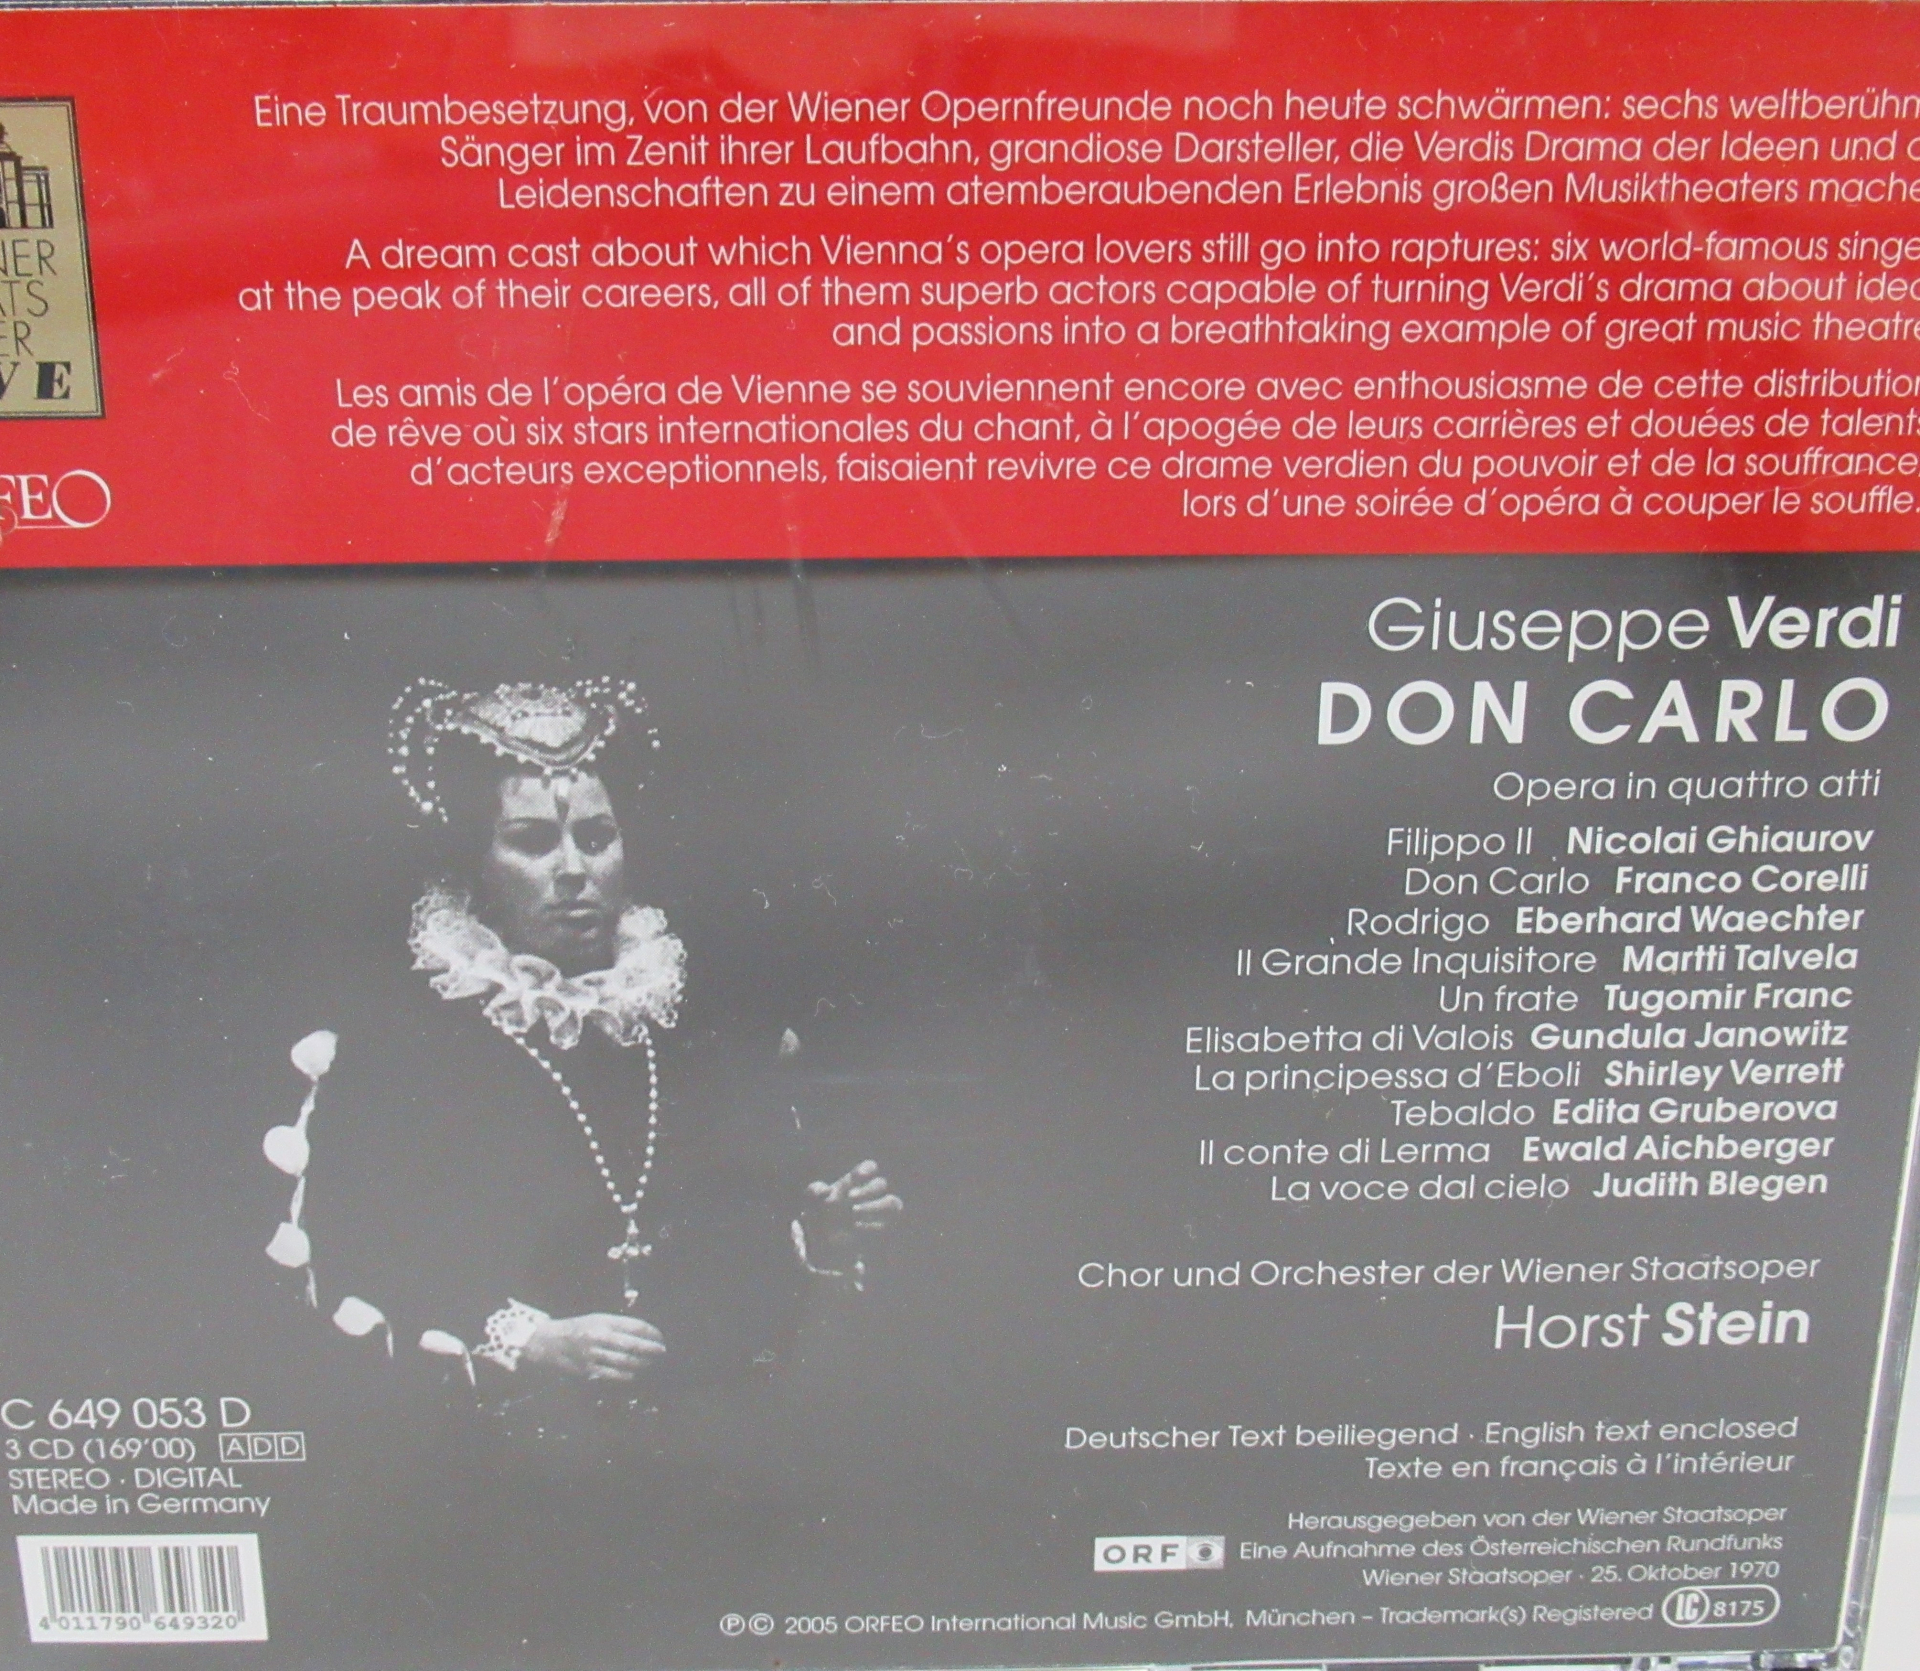 Eine Traumbesetzung, von der Wiener Opernfreunde noch heute schwärmen: sechs weltberühm
Sänger im Zenit ihrer Laufbahn, grandiose Darsteller, die Verdis Drama der Ideen und d
Leidenschaften zu einem atemberaubenden Erlebnis großen Musiktheaters mache
A dream cast about which Vienna's opera lovers still go into raptures: six world-famous singe
at the peak of their careers, all of them superb actors capable of turning Verdi's drama about idea
and passions into a breathtaking example of great music theatre
Les amis de l'opéra de Vienne se souviennent encore avec enthousiasme de cette distribution
de rêve où six stars internationales du chant, à l'apogée de leurs carrières et douées de talents
d'acteurs exceptionnels, faisaient revivre ce drame verdien du pouvoir et de la souffrance
lors d'une soirée d'opéra à couper le souffle.
NER
ATS
ER
VE
FEO
Giuseppe Verdi
DON CARLO
Opera in quattro atti
Filippo II Nicolai Ghiaurov
Don Carlo Franco Corelli
Rodrigo Eberhard Waechter
Il Grande Inquisitore Martti Talvela
Un frate Tugomir Franc
Elisabetta di Valois Gundula Janowitz
La principessa d'Eboli Shirley Verrett
Tebaldo Edita Gruberova
Il conte di Lerma Ewald Aichberger
La voce dal cielo Judith Blegen
Chor und Orchester der Wiener Staatsoper
Horst Stein
C 649 053 D
3 CD (169'00) ADD
STEREO · DIGITAL
Made in Germany
4 011790 649320
Deutscher Text beiliegend · English text enclosed
Texte en français à l'intérieur
Herausgegeben von der Wiener Staatsoper
ORF Eine Aufnahme des Österreichischen Rundfunks
Wiener Staatsoper · 25. Oktober 1970
℗© 2005 ORFEO International Music GmbH, München – Trademark(s) Registered LC 8175